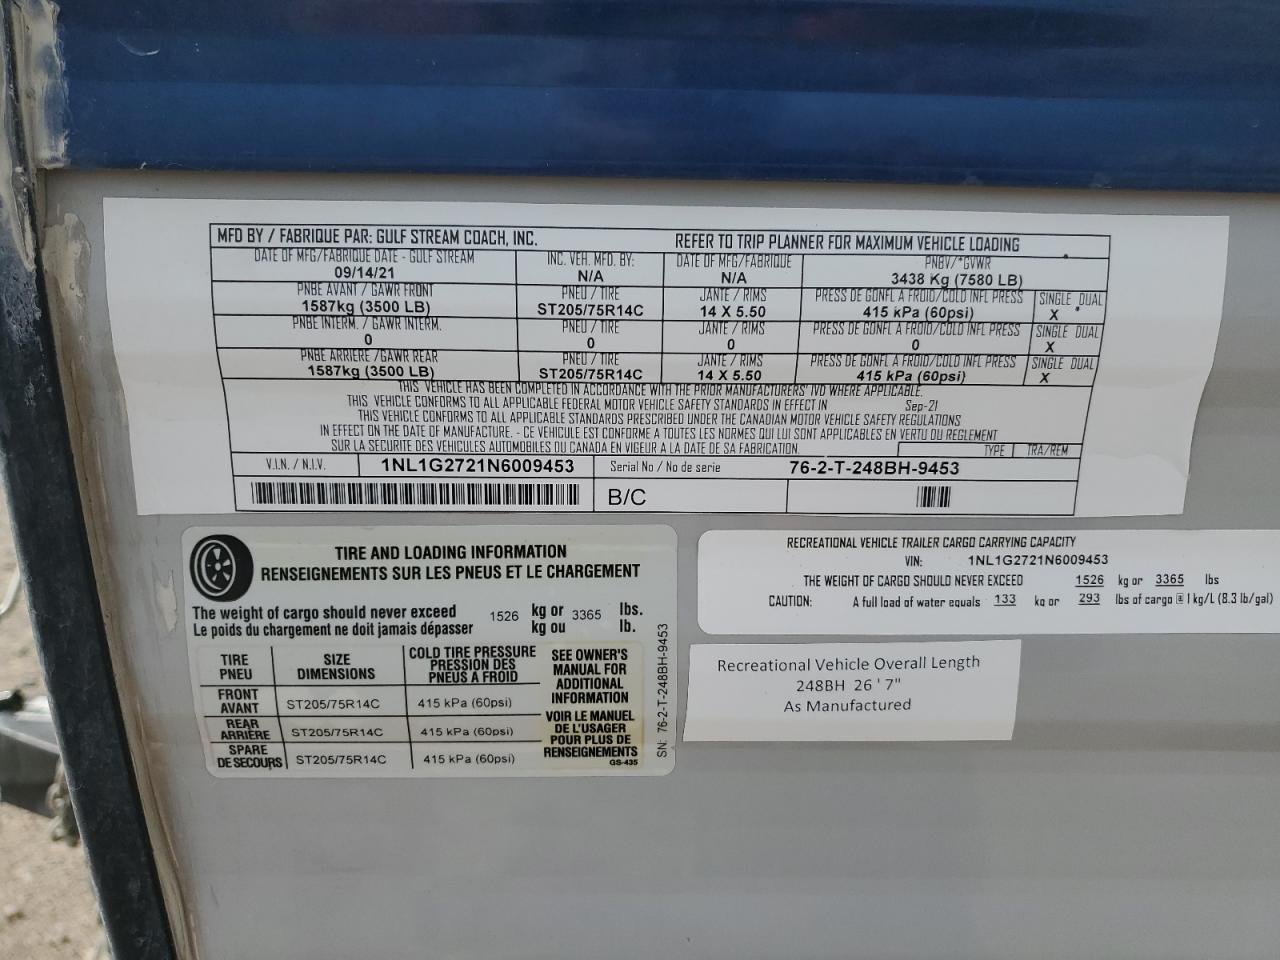 MFD BY / FABRIQUE PAR: GULF STREAM COACH, INC. REFER TO TRIP PLANNER FOR MAXIMUM VEHICLE LOADING
DATE OF MFG/FABRIQUE DATE - GULF STREAM INC. VEH. MFD. BY: DATE OF MFG/FABRIQUE PNBV/*GVWR
09/14/21 N/A N/A 3438 Kg (7580 LB)
PNBE AVANT / GAWR FRONT PNEU / TIRE JANTE / RIMS PRESS DE GONFL A FROID/COLD INFL PRESS SINGLE DUAL
1587kg (3500 LB) ST205/75R14C 14 X 5.50 415 kPa (60psi) X
PNBE INTERM. / GAWR INTERM. PNEU / TIRE JANTE / RIMS PRESS DE GONFL A FROID/COLD INFL PRESS SINGLE DUAL
0 0 0 0 X
PNBE ARRIERE /GAWR REAR PNEU / TIRE JANTE / RIMS PRESS DE GONFL A FROID/COLD INFL PRESS SINGLE DUAL
1587kg (3500 LB) ST205/75R14C 14 X 5.50 415 kPa (60psi) X
THIS VEHICLE HAS BEEN COMPLETED IN ACCORDANCE WITH THE PRIOR MANUFACTURERS' IVD WHERE APPLICABLE.
THIS VEHICLE CONFORMS TO ALL APPLICABLE FEDERAL MOTOR VEHICLE SAFETY STANDARDS IN EFFECT IN Sep-21
THIS VEHICLE CONFORMS TO ALL APPLICABLE STANDARDS PRESCRIBED UNDER THE CANADIAN MOTOR VEHICLE SAFETY REGULATIONS
IN EFFECT ON THE DATE OF MANUFACTURE. - CE VEHICULE EST CONFORME A TOUTES LES NORMES QUI LUI SONT APPLICABLES EN VERTU DU REGLEMENT
SUR LA SECURITE DES VEHICULES AUTOMOBILES DU CANADA EN VIGEUR A LA DATE DE SA FABRICATION. TYPE TRA/REM
V.I.N. / N.I.V. 1NL1G2721N6009453 Serial No / No de serie 76-2-T-248BH-9453
B/C
TIRE AND LOADING INFORMATION
RENSEIGNEMENTS SUR LES PNEUS ET LE CHARGEMENT
The weight of cargo should never exceed 1526 kg or 3365 lbs.
Le poids du chargement ne doit jamais dépasser kg ou lb.
TIRE SIZE COLD TIRE PRESSURE
PNEU DIMENSIONS PRESSION DES
PNEUS A FROID
FRONT
AVANT ST205/75R14C 415 kPa (60psi)
REAR
ARRIÈRE ST205/75R14C 415 kPa (60psi)
SPARE
DE SECOURS ST205/75R14C 415 kPa (60psi)
SEE OWNER'S
MANUAL FOR
ADDITIONAL
INFORMATION
VOIR LE MANUEL
DE L'USAGER
POUR PLUS DE
RENSEIGNEMENTS
GS-435
SN: 76-2-T-248BH-9453
RECREATIONAL VEHICLE TRAILER CARGO CARRYING CAPACITY
VIN: 1NL1G2721N6009453
THE WEIGHT OF CARGO SHOULD NEVER EXCEED 1526 kg or 3365 lbs
CAUTION: A full load of water equals 133 kg or 293 lbs of cargo @ 1 kg/L (8.3 lb/gal)
Recreational Vehicle Overall Length
248BH 26 ' 7"
As Manufactured